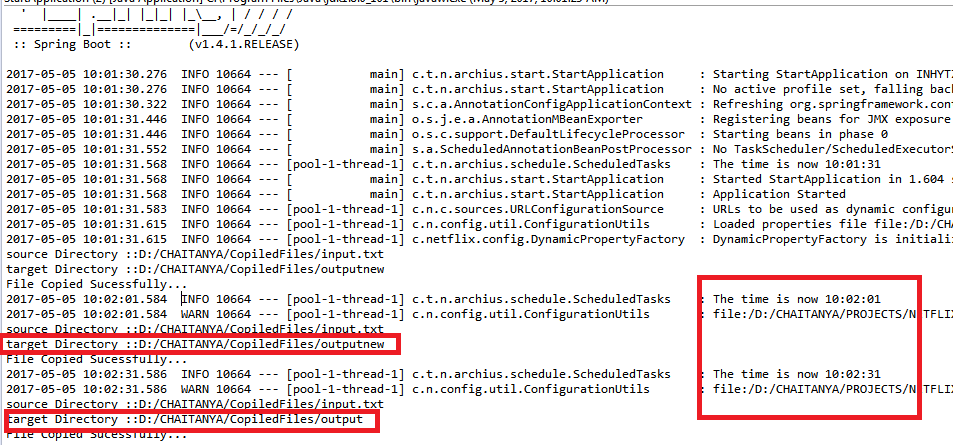 '  |____| .__|_| |_|_| |_\__, | / / / /
=========|_|==============|___/=/_/_/_/
:: Spring Boot ::        (v1.4.1.RELEASE)
2017-05-05 10:01:30.276  INFO 10664 --- [           main] c.t.n.archius.start.StartApplication     : Starting StartApplication on
2017-05-05 10:01:30.276  INFO 10664 --- [           main] c.t.n.archius.start.StartApplication     : No active profile set, falling
2017-05-05 10:01:30.322  INFO 10664 --- [           main] s.c.a.AnnotationConfigApplicationContext : Refreshing
2017-05-05 10:01:31.446  INFO 10664 --- [           main] o.s.j.e.a.AnnotationMBeanExporter        : Registering beans for JMX exposure
2017-05-05 10:01:31.446  INFO 10664 --- [           main] o.s.c.support.DefaultLifecycleProcessor  : Starting beans in phase 0
2017-05-05 10:01:31.552  INFO 10664 --- [           main] s.a.ScheduledAnnotationBeanPostProcessor : No
2017-05-05 10:01:31.568  INFO 10664 --- [pool-1-thread-1] c.t.n.archius.schedule.ScheduledTasks    : The time is now 10:01:31
2017-05-05 10:01:31.568  INFO 10664 --- [           main] c.t.n.archius.start.StartApplication     : Started StartApplication in 1.604 s
2017-05-05 10:01:31.568  INFO 10664 --- [           main] c.t.n.archius.start.StartApplication     : Application Started
2017-05-05 10:01:31.583  INFO 10664 --- [pool-1-thread-1] c.n.c.sources.URLConfigurationSource     : URLs to be used as dynamic
2017-05-05 10:01:31.615  INFO 10664 --- [pool-1-thread-1] c.n.config.util.ConfigurationUtils       : Loaded properties file
2017-05-05 10:01:31.615  INFO 10664 --- [pool-1-thread-1] c.netflix.config.DynamicPropertyFactory  : DynamicPropertyFactory is
source Directory ::D:/CHAITANYA/CopiledFiles/input.txt
target Directory ::D:/CHAITANYA/CopiledFiles/outputnew
File Copied Sucessfully...
2017-05-05 10:02:01.584  INFO 10664 --- [pool-1-thread-1] c.t.n.archius.schedule.ScheduledTasks    : The time is now 10:02:01
2017-05-05 10:02:01.584  WARN 10664 --- [pool-1-thread-1] c.n.config.util.ConfigurationUtils       : file:/D:/CHAITANYA/PROJECTS/NETFLIX
source Directory ::D:/CHAITANYA/CopiledFiles/input.txt
target Directory ::D:/CHAITANYA/CopiledFiles/outputnew
File Copied Sucessfully...
2017-05-05 10:02:31.586  INFO 10664 --- [pool-1-thread-1] c.t.n.archius.schedule.ScheduledTasks    : The time is now 10:02:31
2017-05-05 10:02:31.586  WARN 10664 --- [pool-1-thread-1] c.n.config.util.ConfigurationUtils       : file:/D:/CHAITANYA/PROJECTS/NETFLIX
source Directory ::D:/CHAITANYA/CopiledFiles/input.txt
target Directory ::D:/CHAITANYA/CopiledFiles/output
File Copied Sucessfully...